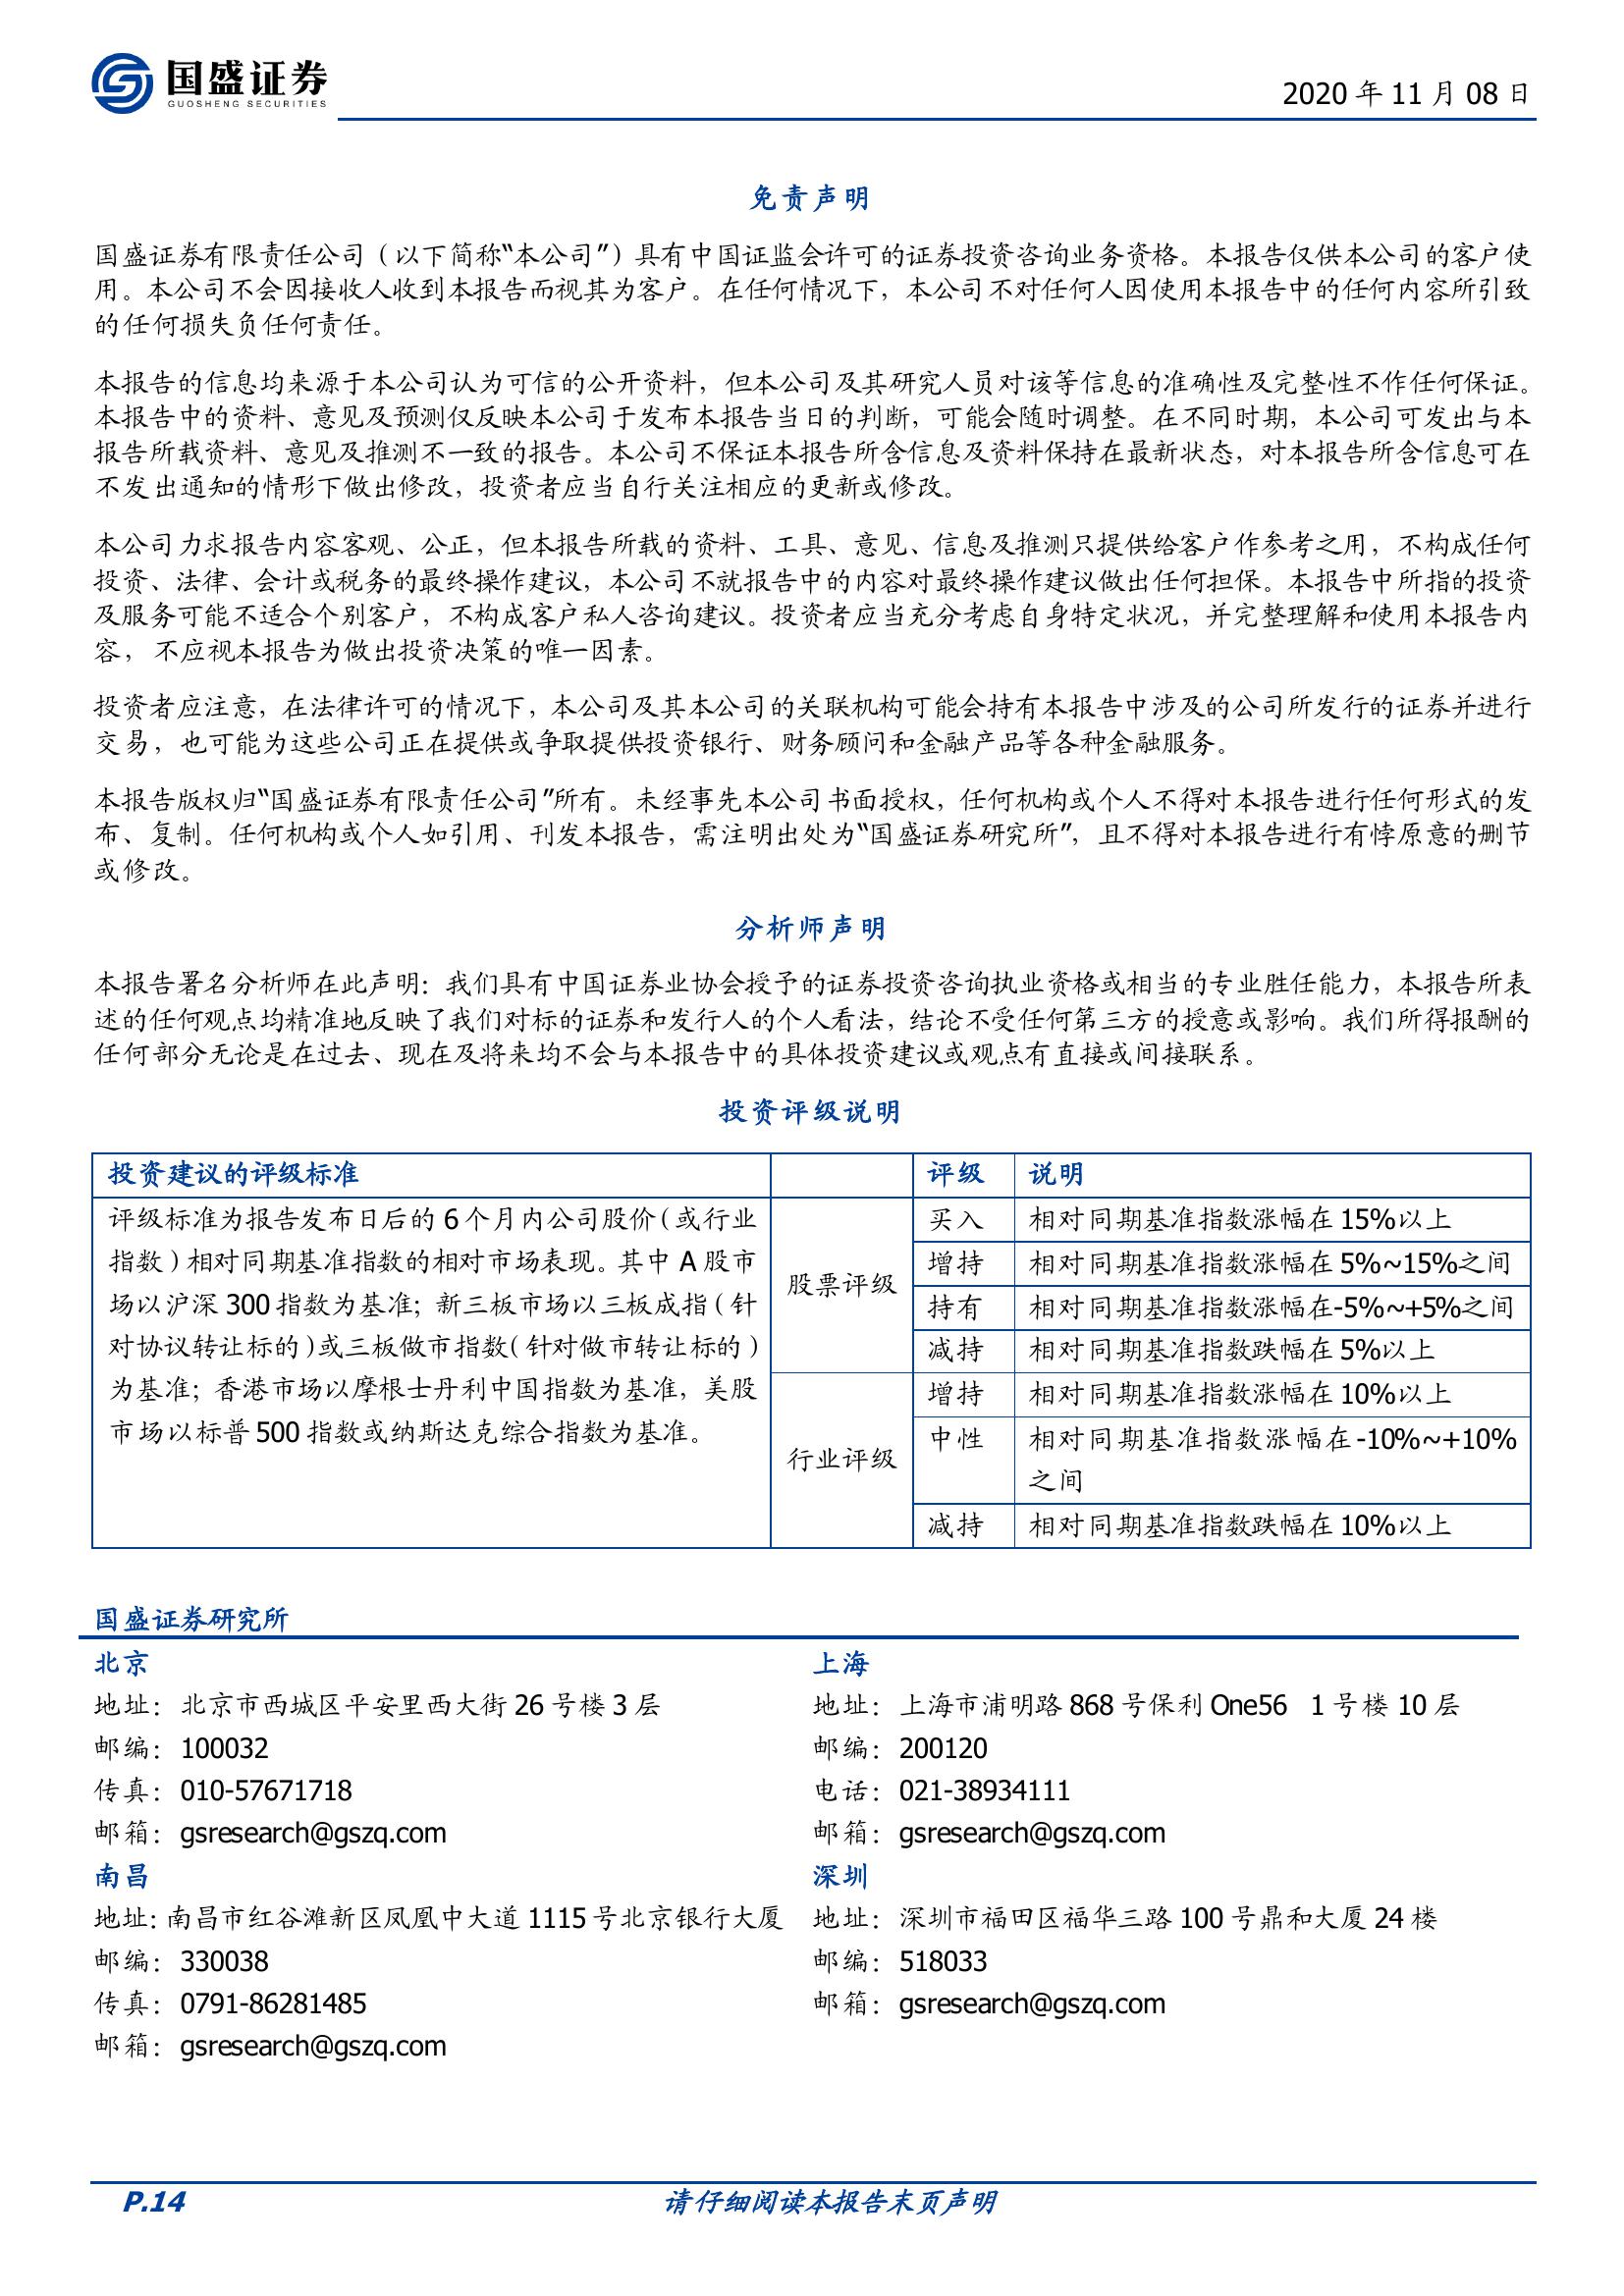 国盛证券
GUOSHENG SECURITIES
2020 年 11 月 08 日
免责声明
国盛证券有限责任公司（以下简称“本公司”）具有中国证监会许可的证券投资咨询业务资格。本报告仅供本公司的客户使
用。本公司不会因接收人收到本报告而视其为客户。在任何情况下，本公司不对任何人因使用本报告中的任何内容所引致
的任何损失负任何责任。
本报告的信息均来源于本公司认为可信的公开资料，但本公司及其研究人员对该等信息的准确性及完整性不作任何保证。
本报告中的资料、意见及预测仅反映本公司于发布本报告当日的判断，可能会随时调整。在不同时期，本公司可发出与本
报告所载资料、意见及推测不一致的报告。本公司不保证本报告所含信息及资料保持在最新状态，对本报告所含信息可在
不发出通知的情形下做出修改，投资者应当自行关注相应的更新或修改。
本公司力求报告内容客观、公正，但本报告所载的资料、工具、意见、信息及推测只提供给客户作参考之用，不构成任何
投资、法律、会计或税务的最终操作建议，本公司不就报告中的内容对最终操作建议做出任何担保。本报告中所指的投资
及服务可能不适合个别客户，不构成客户私人咨询建议。投资者应当充分考虑自身特定状况，并完整理解和使用本报告内
容， 不应视本报告为做出投资决策的唯一因素。
投资者应注意，在法律许可的情况下，本公司及其本公司的关联机构可能会持有本报告中涉及的公司所发行的证券并进行
交易，也可能为这些公司正在提供或争取提供投资银行、财务顾问和金融产品等各种金融服务。
本报告版权归“国盛证券有限责任公司”所有。未经事先本公司书面授权，任何机构或个人不得对本报告进行任何形式的发
布、复制。任何机构或个人如引用、刊发本报告，需注明出处为“国盛证券研究所”，且不得对本报告进行有悖原意的删节
或修改。
分析师声明
本报告署名分析师在此声明：我们具有中国证券业协会授予的证券投资咨询执业资格或相当的专业胜任能力，本报告所表
述的任何观点均精准地反映了我们对标的证券和发行人的个人看法，结论不受任何第三方的授意或影响。我们所得报酬的
任何部分无论是在过去、现在及将来均不会与本报告中的具体投资建议或观点有直接或间接联系。
投资评级说明
投资建议的评级标准 评级 说明
评级标准为报告发布日后的 6 个月内公司股价（或行业
指数）相对同期基准指数的相对市场表现。其中 A 股市
场以沪深 300 指数为基准；新三板市场以三板成指（针
对协议转让标的）或三板做市指数（针对做市转让标的）
为基准；香港市场以摩根士丹利中国指数为基准，美股
市场以标普 500 指数或纳斯达克综合指数为基准。
股票评级
买入 相对同期基准指数涨幅在 15%以上
增持 相对同期基准指数涨幅在 5%~15%之间
持有 相对同期基准指数涨幅在-5%~+5%之间
减持 相对同期基准指数跌幅在 5%以上
行业评级
增持 相对同期基准指数涨幅在 10%以上
中性 相对同期基准指数涨幅在-10%~+10%
之间
减持 相对同期基准指数跌幅在 10%以上
国盛证券研究所
北京
地址：北京市西城区平安里西大街 26 号楼 3 层
邮编：100032
传真：010-57671718
邮箱：gsresearch@gszq.com
上海
地址：上海市浦明路 868 号保利 One56 1 号楼 10 层
邮编：200120
电话：021-38934111
邮箱：gsresearch@gszq.com
南昌
地址：南昌市红谷滩新区凤凰中大道 1115 号北京银行大厦
邮编：330038
传真：0791-86281485
邮箱：gsresearch@gszq.com
深圳
地址：深圳市福田区福华三路 100 号鼎和大厦 24 楼
邮编：518033
邮箱：gsresearch@gszq.com
P.14 请仔细阅读本报告末页声明